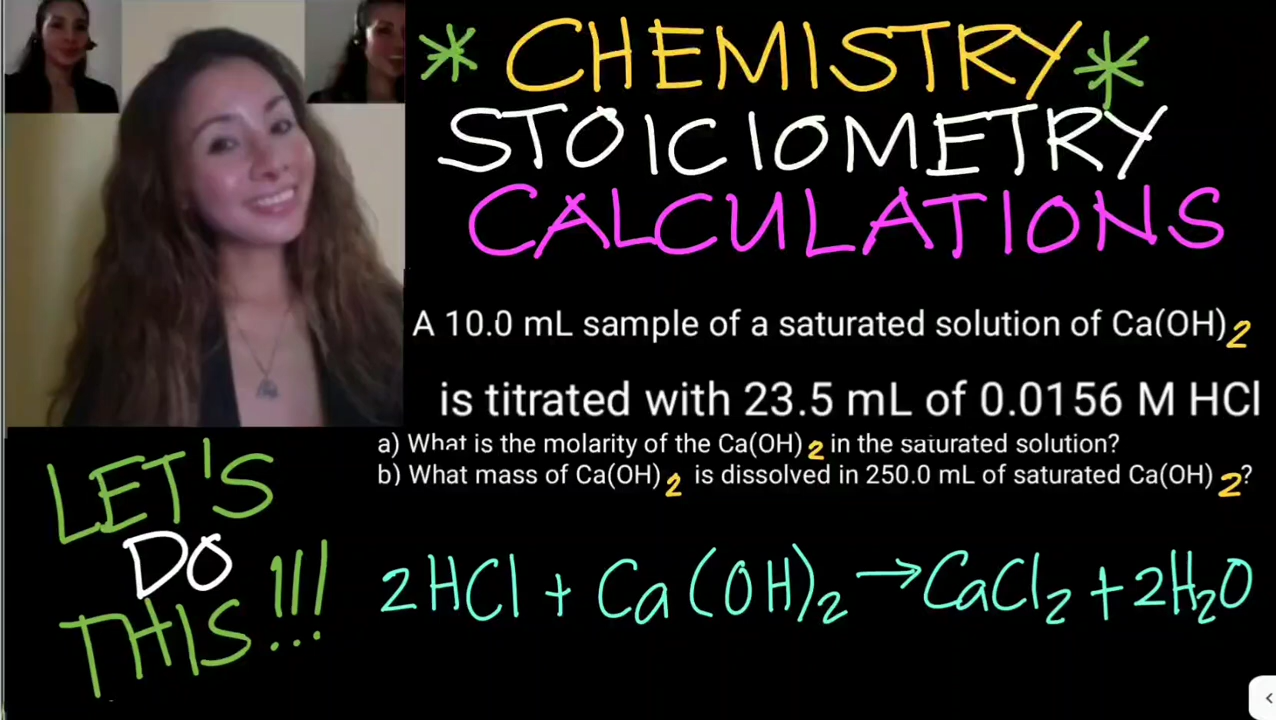 * CHEMISTRY *
STOICIOMETRY
CALCULATIONS
A 10.0 mL sample of a saturated solution of Ca(OH)2
is titrated with 23.5 mL of 0.0156 M HCl
a) What is the molarity of the Ca(OH) 2 in the saturated solution?
b) What mass of Ca(OH) 2 is dissolved in 250.0 mL of saturated Ca(OH) 2?
LET'S
DO
THIS!!!
2HCl + Ca(OH)2 → CaCl2 + 2H2O